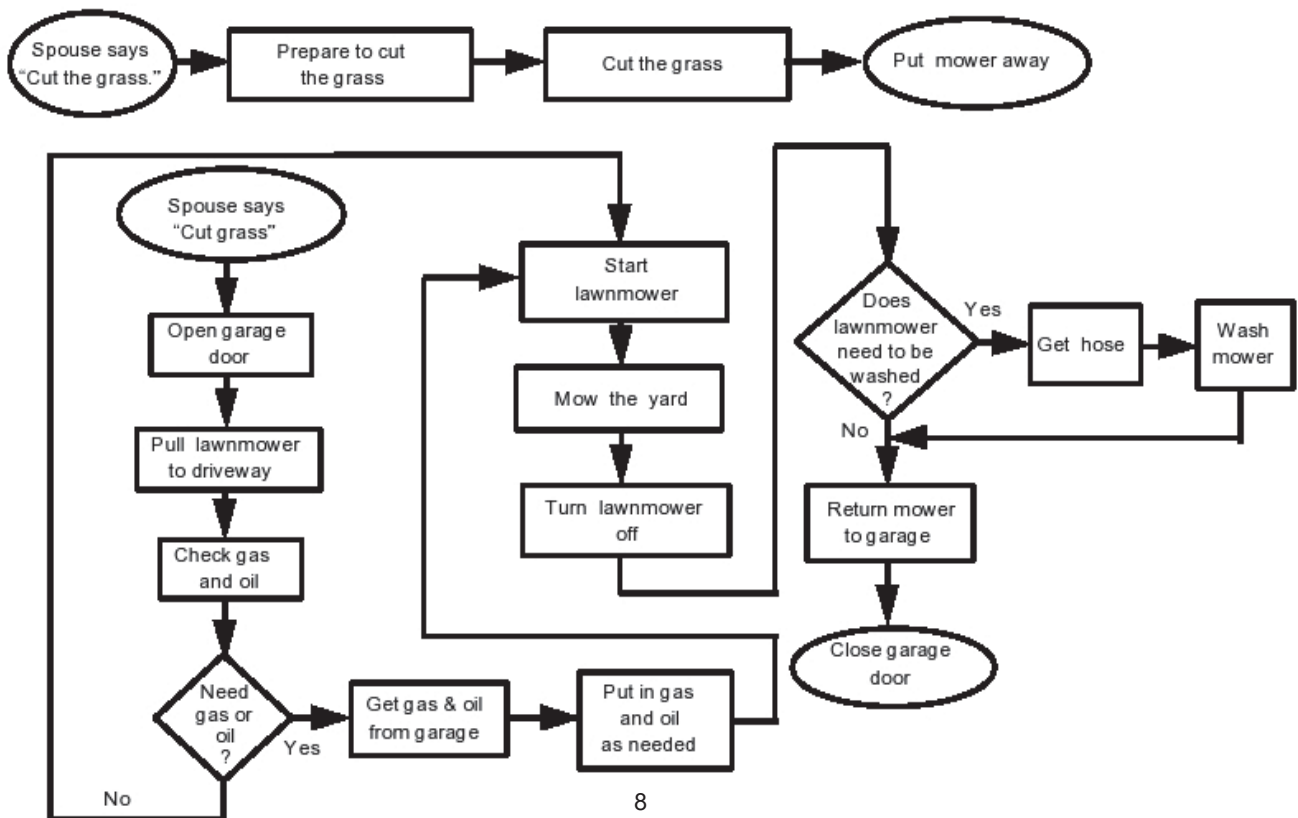 Spouse says
“Cut the grass.”
Prepare to cut
the grass
Cut the grass
Put mower away
Spouse says
“Cut grass”
Open garage
door
Pull lawnmower
to driveway
Check gas
and oil
Need
gas or
oil
?
Yes
No
Get gas & oil
from garage
Put in gas
and oil
as needed
Start
lawnmower
Mow the yard
Turn lawnmower
off
Does
lawnmower
need to be
washed
?
Yes
No
Get hose
Wash
mower
Return mower
to garage
Close garage
door
8